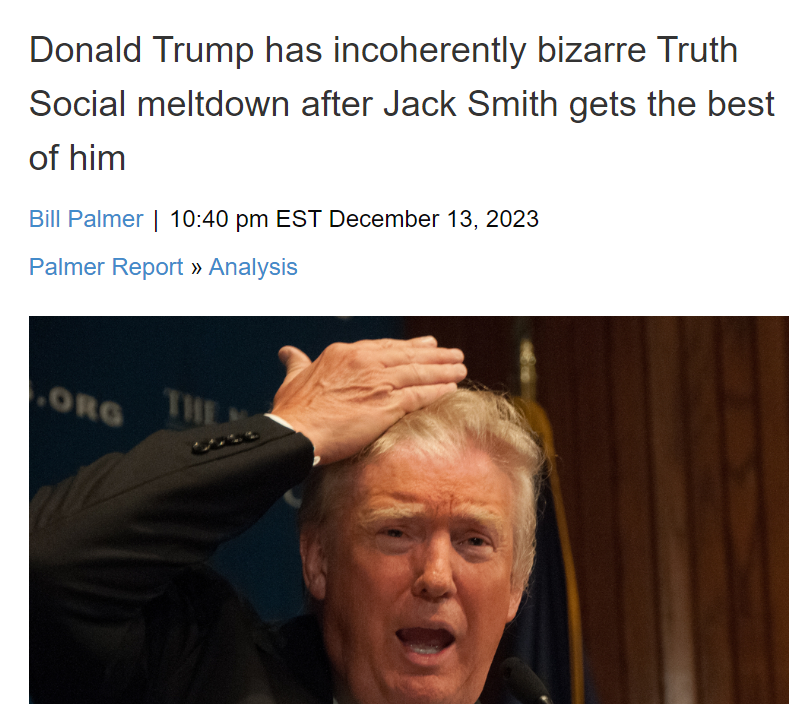 Donald Trump has incoherently bizarre Truth
Social meltdown after Jack Smith gets the best
of him
Bill Palmer | 10:40 pm EST December 13, 2023
Palmer Report » Analysis
.ORG
THE